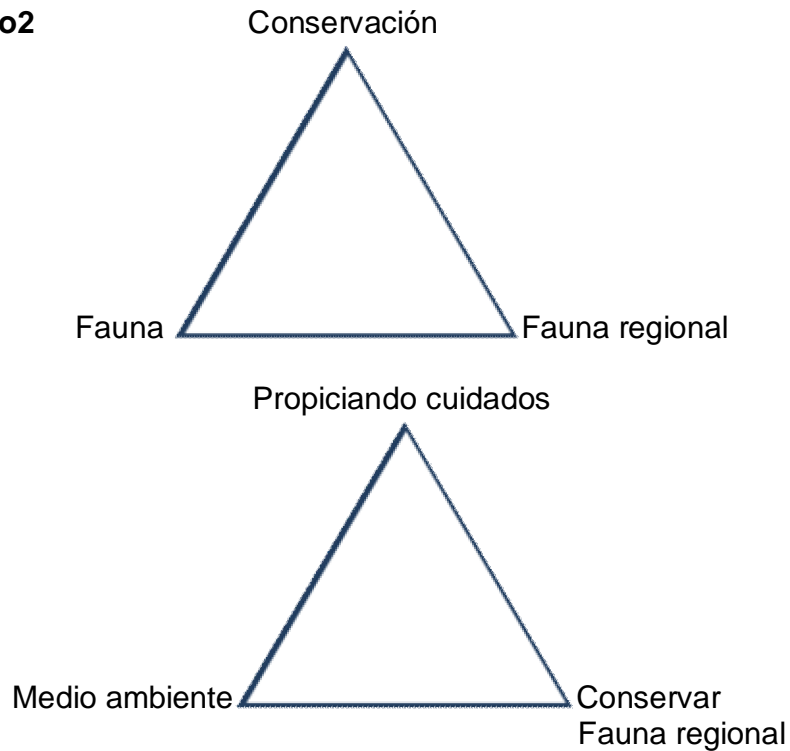 o2
Conservación
Fauna
Fauna regional
Propiciando cuidados
Medio ambiente
Conservar
Fauna regional